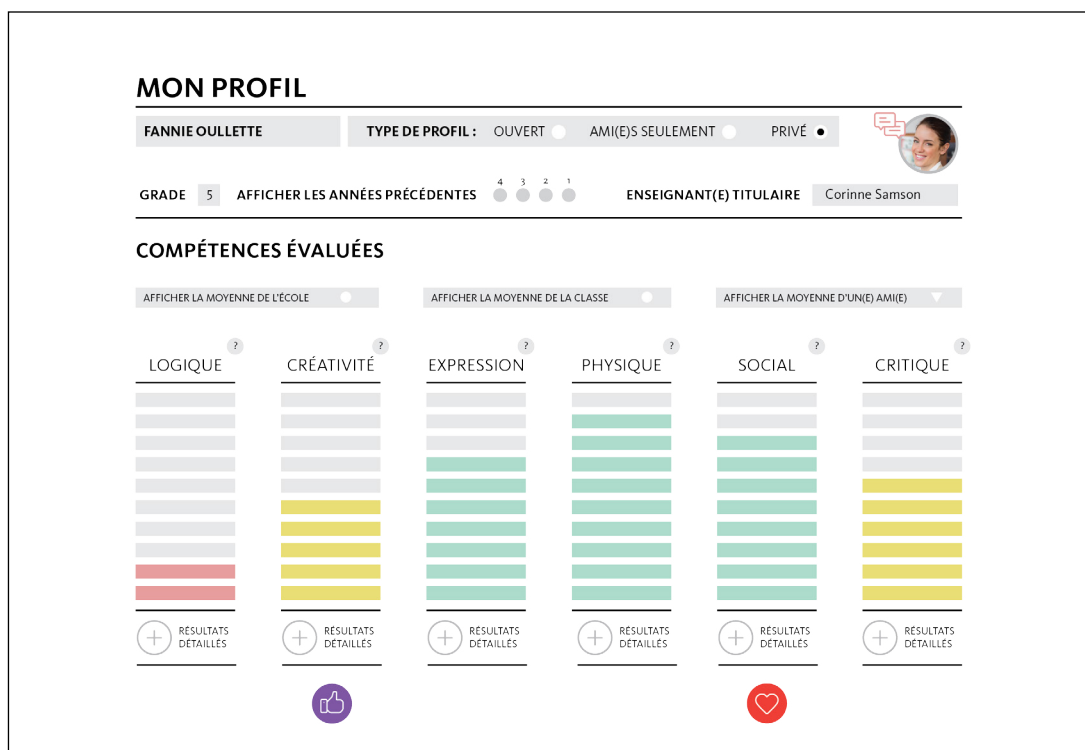 MON PROFIL
FANNIE OULLETTE TYPE DE PROFIL : OUVERT AMI(E)S SEULEMENT PRIVÉ
4 3 2 1
GRADE 5 AFFICHER LES ANNÉES PRÉCÉDENTES ENSEIGNANT(E) TITULAIRE Corinne Samson
COMPÉTENCES ÉVALUÉES
AFFICHER LA MOYENNE DE L'ÉCOLE AFFICHER LA MOYENNE DE LA CLASSE AFFICHER LA MOYENNE D'UN(E) AMI(E)
? ? ? ? ? ?
LOGIQUE CRÉATIVITÉ EXPRESSION PHYSIQUE SOCIAL CRITIQUE
RÉSULTATS RÉSULTATS RÉSULTATS RÉSULTATS RÉSULTATS RÉSULTATS
DÉTAILLÉS DÉTAILLÉS DÉTAILLÉS DÉTAILLÉS DÉTAILLÉS DÉTAILLÉS